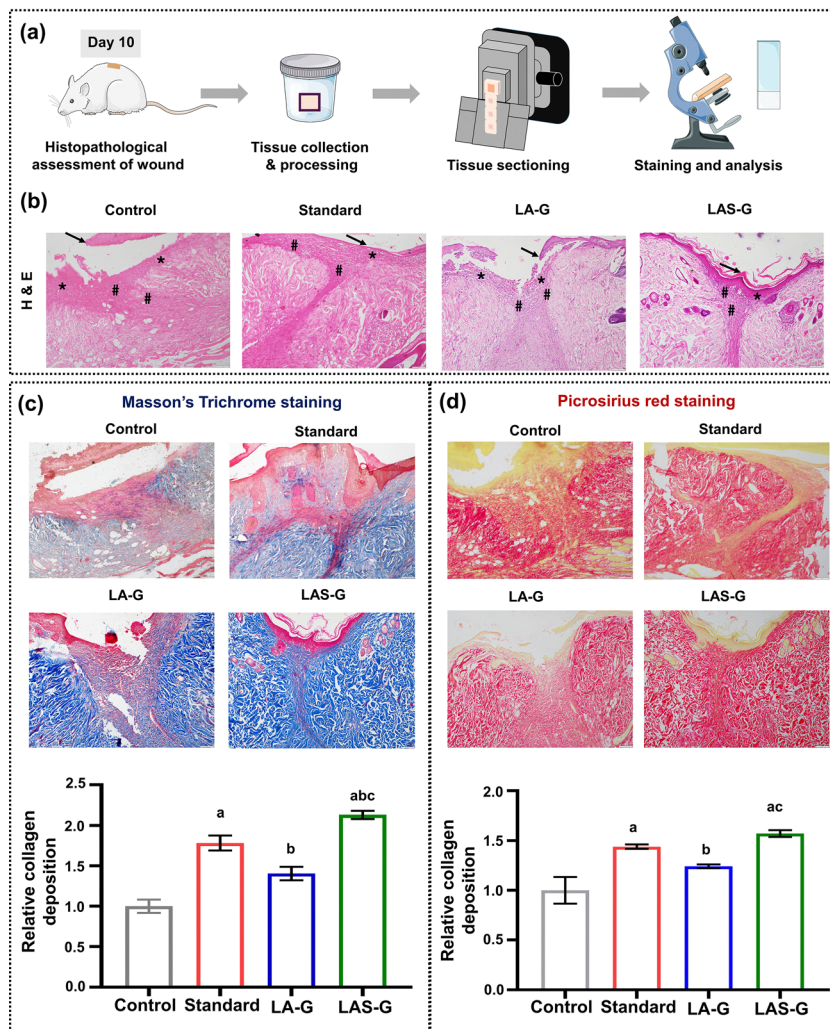 (a)
Day 10
Histopathological
assessment of wound
Tissue collection
& processing
Tissue sectioning
Staining and analysis
(b)
Control
Standard
LA-G
LAS-G
H & E
*
#
#
*
#
#
*
*
#
*
#
#
#
*
(c)
Masson's Trichrome staining
Control
Standard
LA-G
LAS-G
Relative collagen
deposition
2.5
2.0
1.5
1.0
0.5
0.0
a
b
abc
Control
Standard
LA-G
LAS-G
(d)
Picrosirius red staining
Control
Standard
LA-G
LAS-G
Relative collagen
deposition
2.0
1.5
1.0
0.5
0.0
a
b
ac
Control
Standard
LA-G
LAS-G